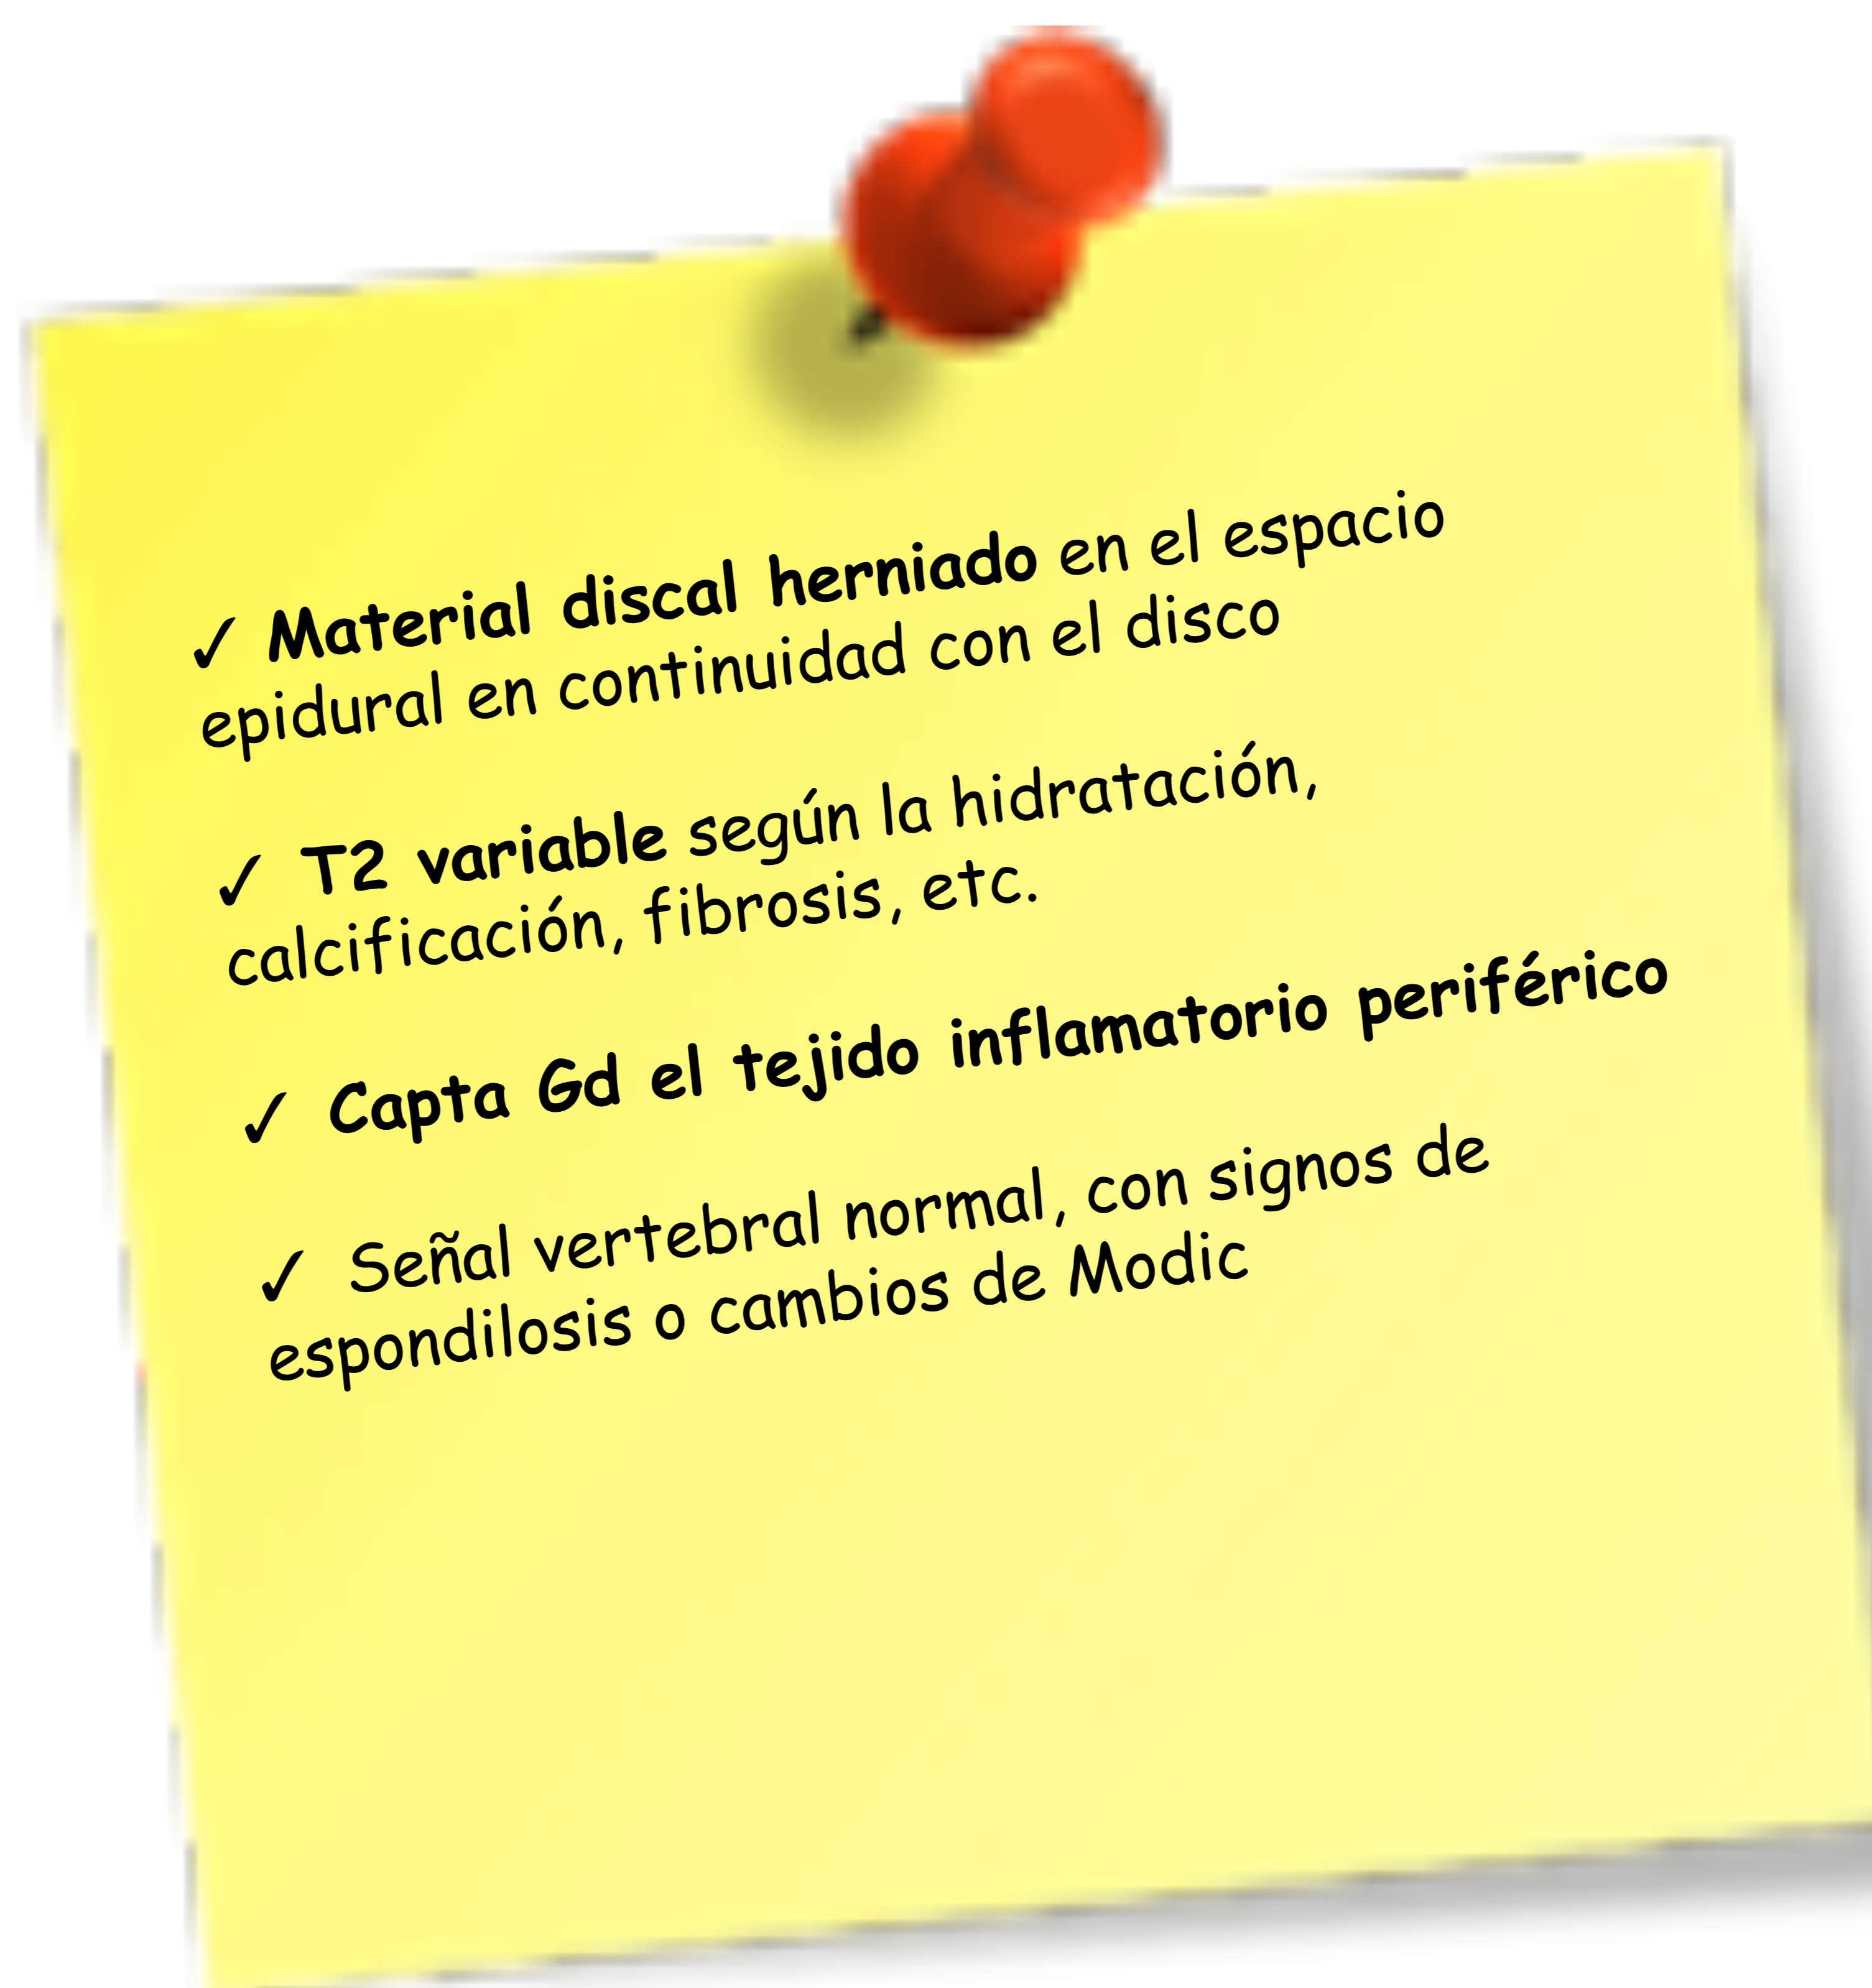 ✓ Material discal herniado en el espacio
epidural en continuidad con el disco
✓ T2 variable según la hidratación,
calcificación, fibrosis, etc.
✓ Capta Gd el tejido inflamatorio periférico
✓ Señal vertebral normal, con signos de
espondilosis o cambios de Modic